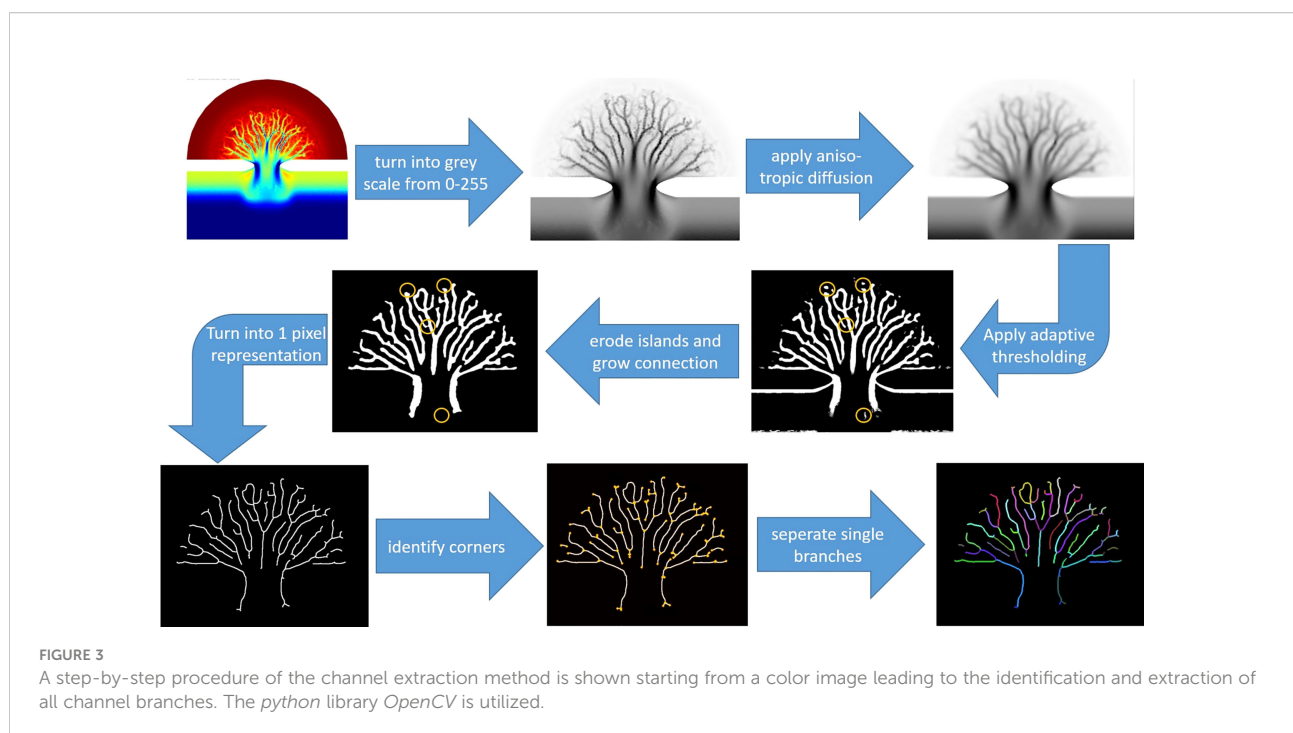 turn into grey
scale from 0-255
apply aniso-
tropic diffusion
Apply adaptive
thresholding
erode islands and
grow connection
Turn into 1 pixel
representation
identify corners
seperate single
branches
FIGURE 3
A step-by-step procedure of the channel extraction method is shown starting from a color image leading to the identification and extraction of
all channel branches. The python library OpenCV is utilized.